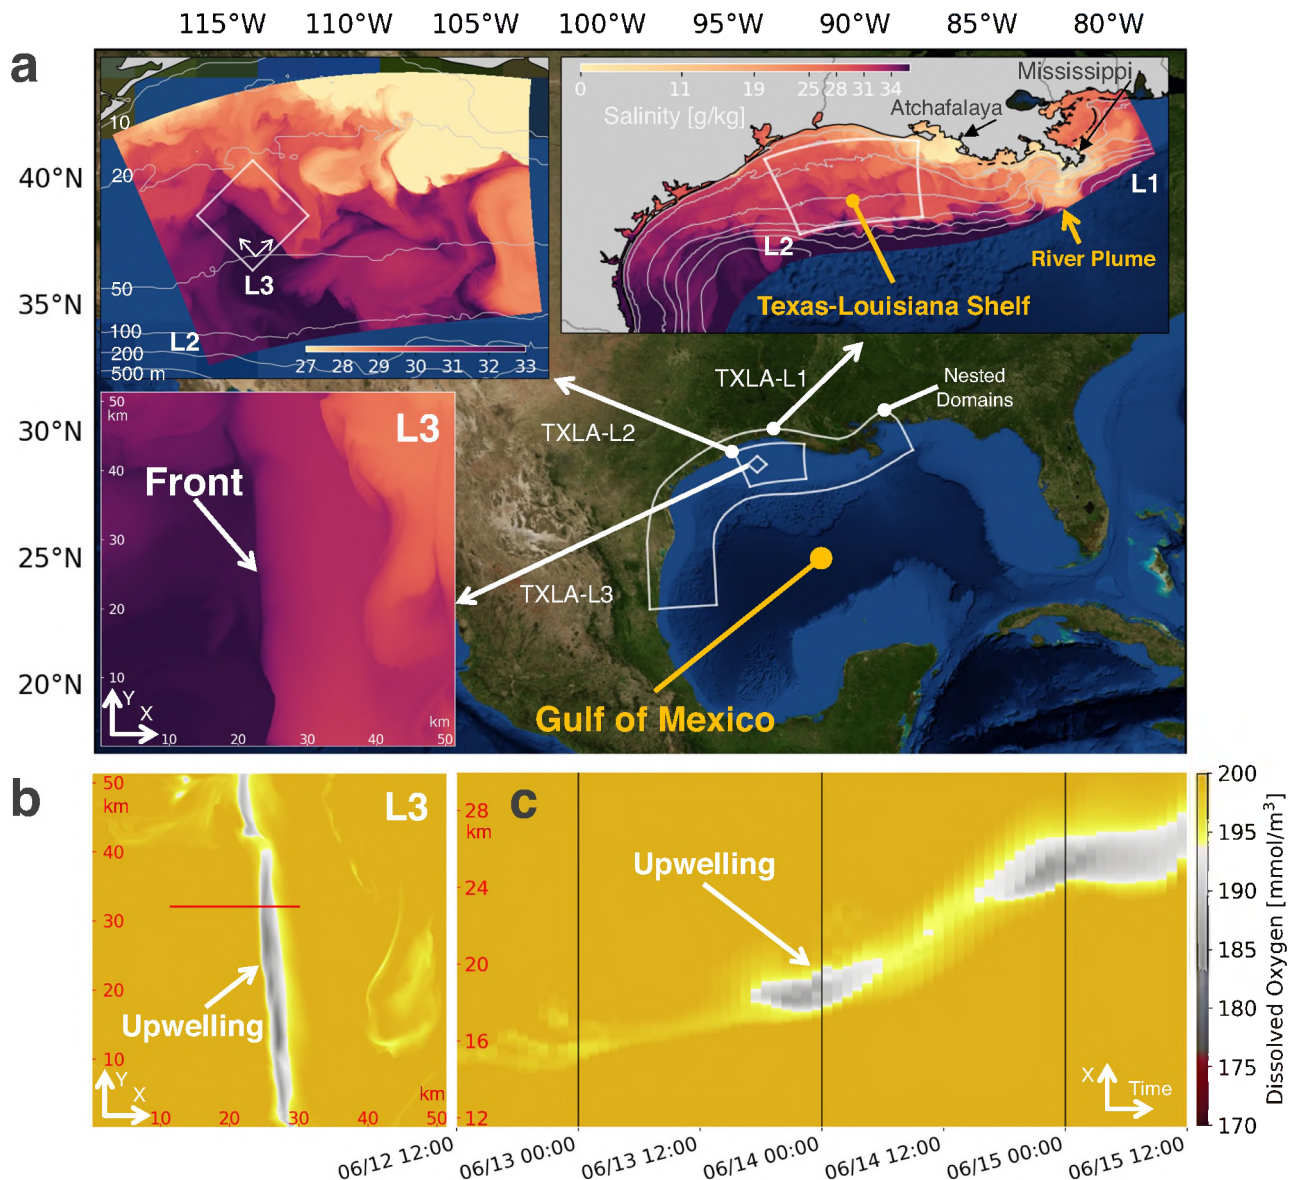 115°W 110°W 105°W 100°W 95°W 90°W 85°W 80°W
a
40°N
35°N
30°N
25°N
20°N
10
20
50
100
200
500 m
L3
L2
27 28 29 30 31 32 33
0 11 19 25 28 31 34
Salinity [g/kg]
Mississippi
Atchafalaya
L1
L2
River Plume
Texas-Louisiana Shelf
TXLA-L1
Nested
Domains
TXLA-L2
TXLA-L3
Gulf of Mexico
50
km
L3
Front
40
30
20
10
Y
X
km
10 20 30 40 50
b
50
km
L3
40
30
20
Upwelling
10
Y
X
km
10 20 30 40 50
c
28
km
24
20
16
12
Upwelling
X
Time
06/12 12:00 06/13 00:00 06/13 12:00 06/14 00:00 06/14 12:00 06/15 00:00 06/15 12:00
200
195
190
185
180
175
170
Dissolved Oxygen [mmol/m³]